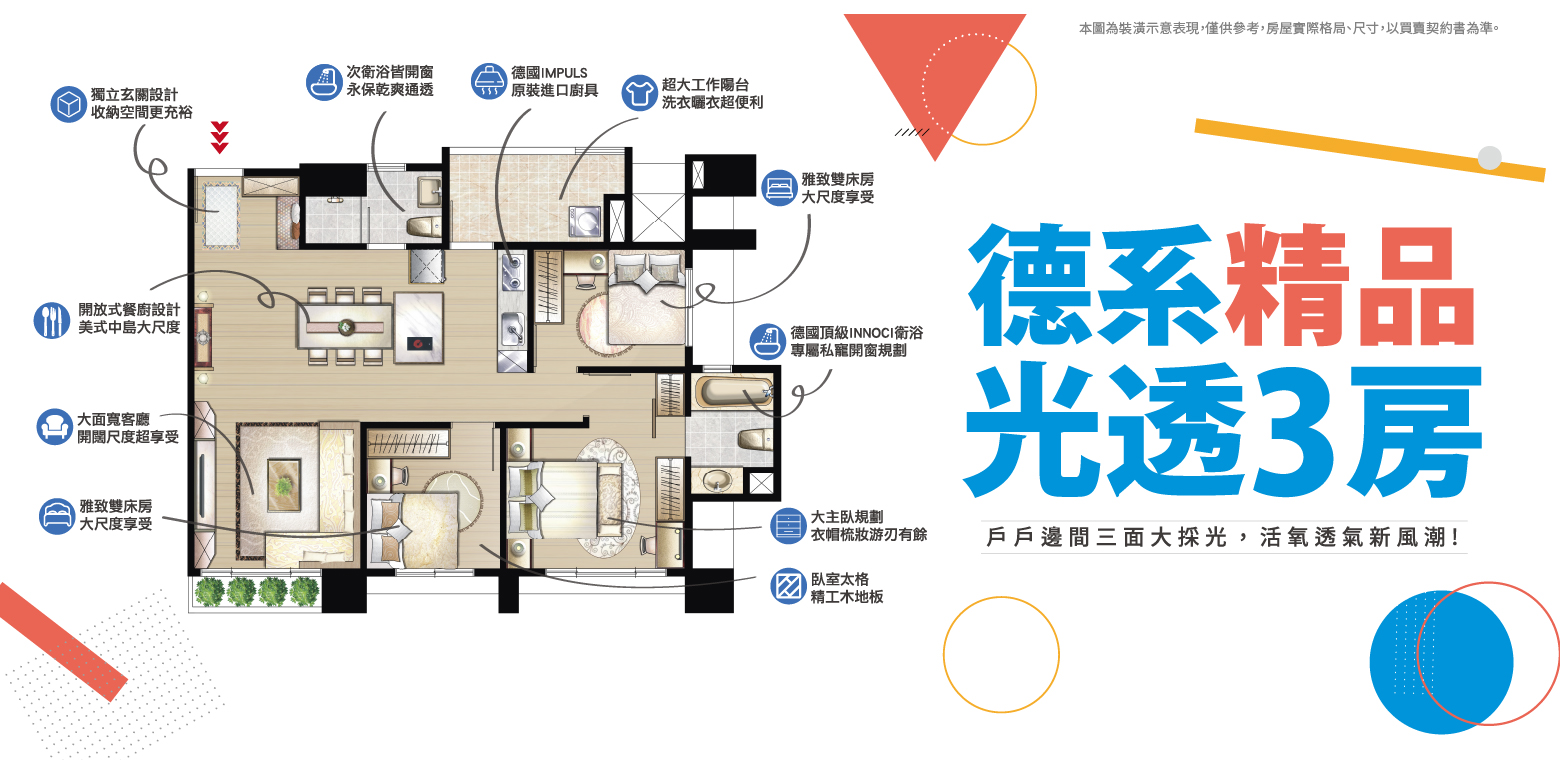 本圖為裝潢示意表現,僅供參考,房屋實際格局、尺寸,以買賣契約書為準。
獨立玄關設計
收納空間更充裕
次衛浴皆開窗
永保乾爽通透
德國IMPULS
原裝進口廚具
超大工作陽台
洗衣曬衣超便利
雅致雙床房
大尺度享受
開放式餐廚設計
美式中島大尺度
德國頂級INNOCI衛浴
專屬私寵開窗規劃
大面寬客廳
開闊尺度超享受
雅致雙床房
大尺度享受
大主臥規劃
衣帽梳妝游刃有餘
臥室太格
精工木地板
德系精品
光透3房
戶戶邊間三面大採光，活氧透氣新風潮!